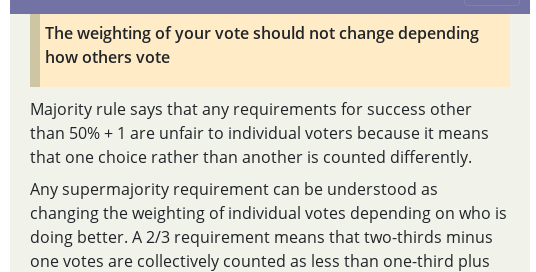 The weighting of your vote should not change depending
how others vote
Majority rule says that any requirements for success other
than 50% + 1 are unfair to individual voters because it means
that one choice rather than another is counted differently.
Any supermajority requirement can be understood as
changing the weighting of individual votes depending on who is
doing better. A 2/3 requirement means that two-thirds minus
one votes are collectively counted as less than one-third plus